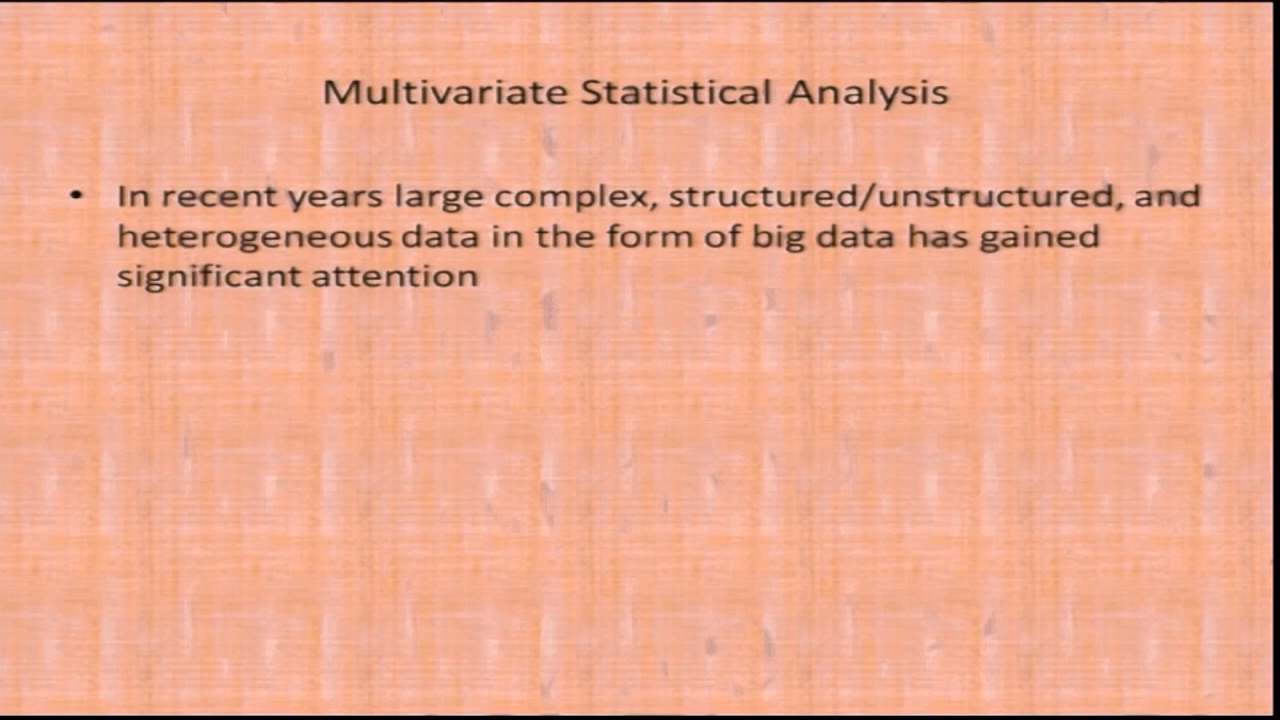 Multivariate Statistical Analysis
• In recent years large complex, structured/unstructured, and
heterogeneous data in the form of big data has gained
significant attention